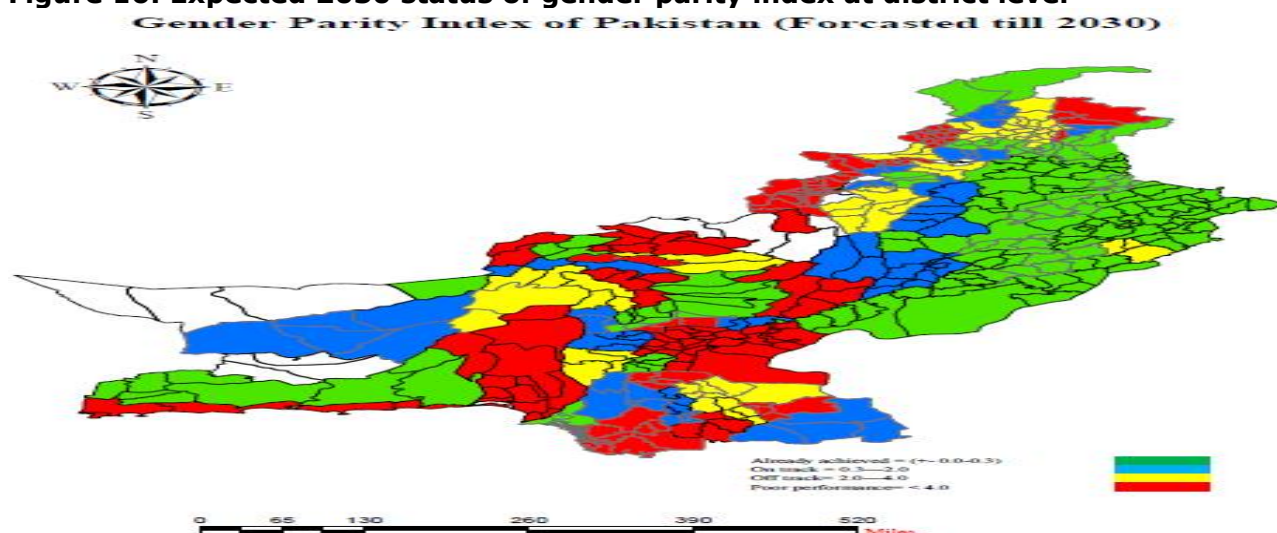 Figure 10: Expected 2030 status of gender parity index at district level
Gender Parity Index of Pakistan (Forcasted till 2030)
N
W E
S
Already achieved = (+- 0.0-0.3)
On track = 0.3—2.0
Off track= 2.0—4.0
Poor performance= < 4.0
0 65 130 260 390 520
Miles